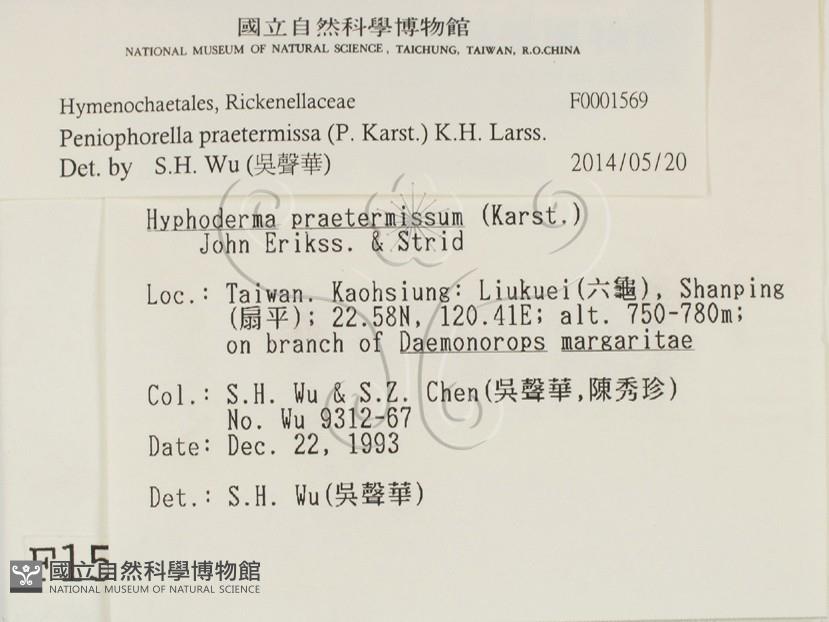 國立自然科學博物館
NATIONAL MUSEUM OF NATURAL SCIENCE, TAICHUNG, TAIWAN, R.O.CHINA
Hymenochaetales, Rickenellaceae F0001569
Peniophorella praetermissa (P. Karst.) K.H. Larss.
Det. by S.H. Wu (吳聲華) 2014/05/20
Hyphoderma praetermissum (Karst.)
John Erikss. & Strid
Loc.: Taiwan. Kaohsiung: Liukuei(六龜), Shanping
(扇平); 22.58N, 120.41E; alt. 750-780m;
on branch of Daemonorops margaritae
Col.: S.H. Wu & S.Z. Chen(吳聲華,陳秀珍)
No. Wu 9312-67
Date: Dec. 22, 1993
Det.: S.H. Wu(吳聲華)
F15
國立自然科學博物館
NATIONAL MUSEUM OF NATURAL SCIENCE